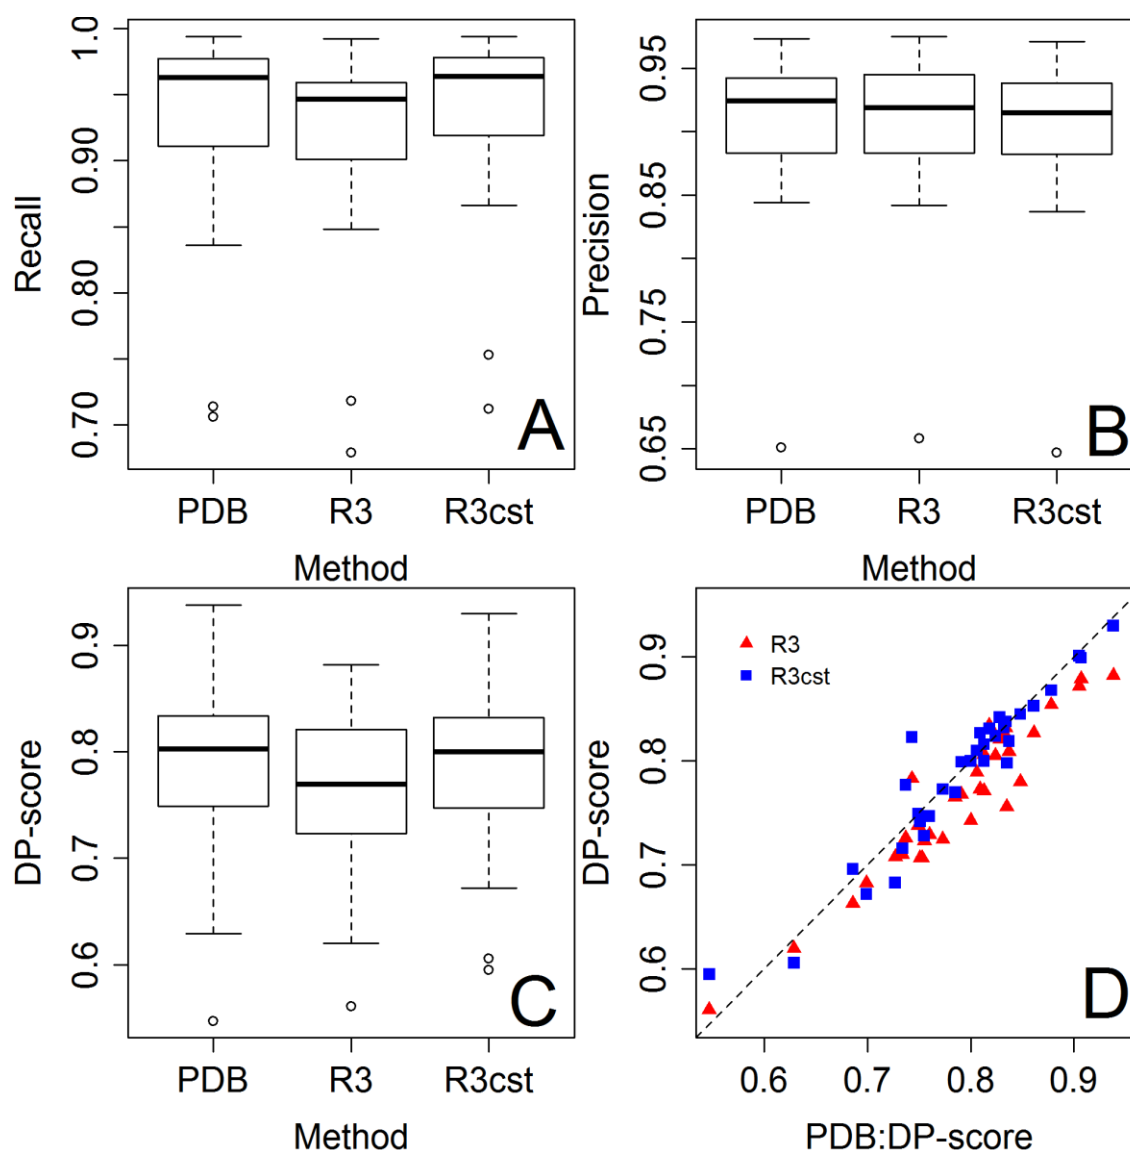 Recall
1.0
0.90
0.80
0.70
A
PDB R3 R3cst
Method
Precision
0.95
0.85
0.75
0.65
B
PDB R3 R3cst
Method
DP-score
0.9
0.8
0.7
0.6
C
PDB R3 R3cst
Method
DP-score
0.9
0.8
0.7
0.6
R3
R3cst
D
0.6 0.7 0.8 0.9
PDB:DP-score